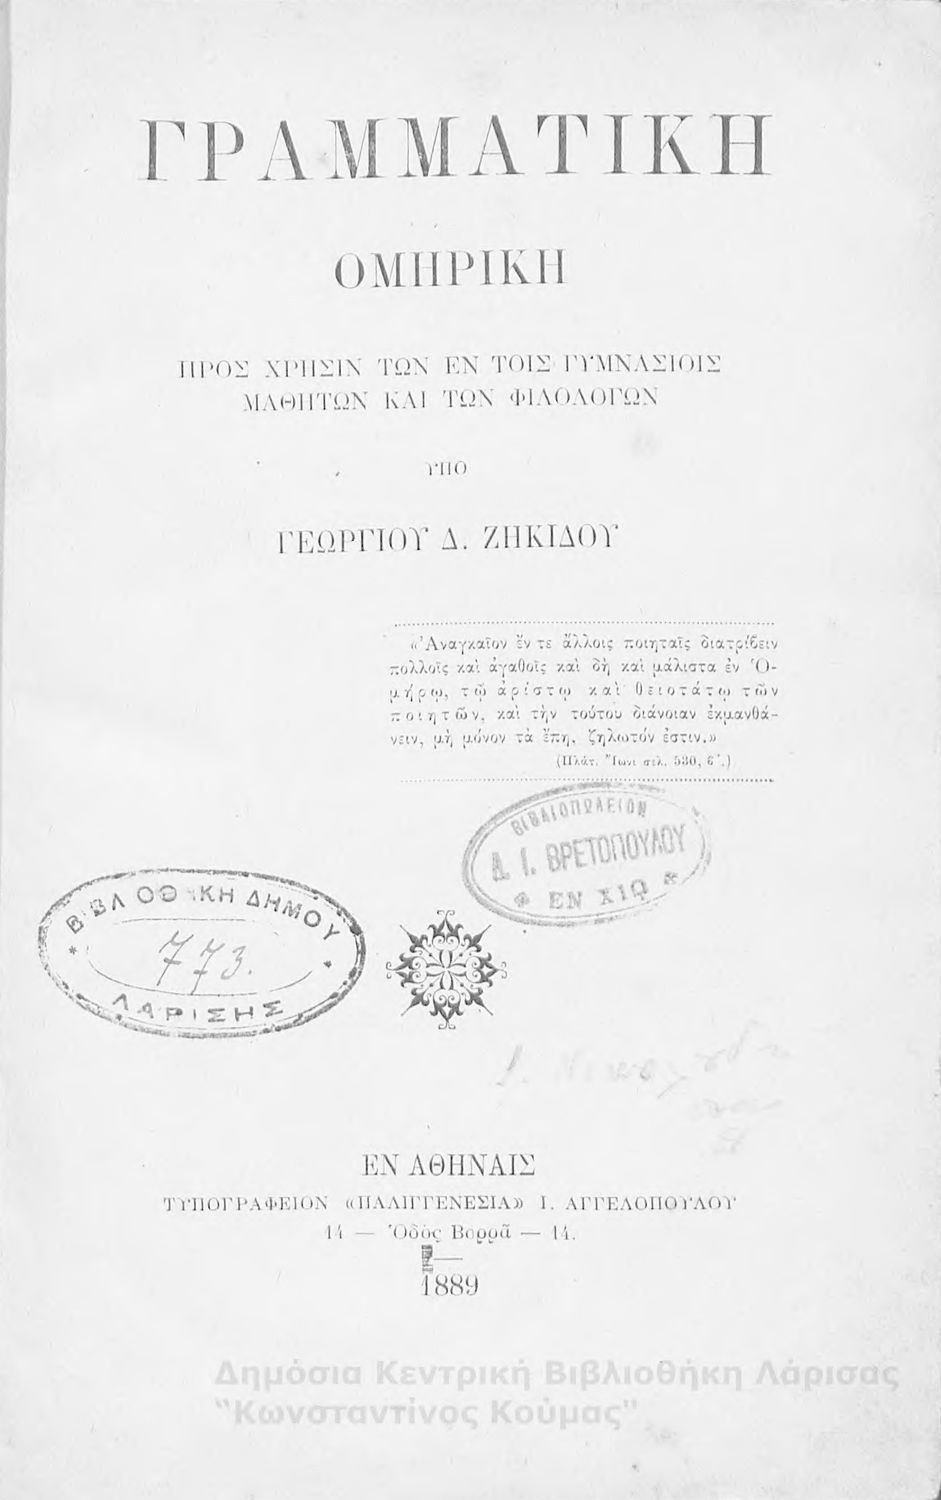 ΓΡΑΜΜΑΤΙΚΗ
ΟΜΗΡΙΚΗ
ΠΡΟΣ ΧΡΗΣΙΝ ΤΩΝ ΕΝ ΤΟΙΣ ΓΥΜΝΑΣΙΟΙΣ
ΜΑΘΗΤΩΝ ΚΑΙ ΤΩΝ ΦΙΛΟΛΟΓΩΝ
ΥΠΟ
ΓΕΩΡΓΙΟΥ Δ. ΖΗΚΙΔΟΥ
«Ἀναγκαῖον ἔν τε ἄλλοις ποιηταῖς διατρίβειν
πολλοῖς καὶ ἀγαθοῖς καὶ δὴ καὶ μάλιστα ἐν Ὁ-
μήρῳ, τῷ ἀρίστῳ καὶ θειοτάτῳ τῶν
ποιητῶν, καὶ τὴν τούτου διάνοιαν ἐκμανθά-
νειν, μὴ μόνον τὰ ἔπη, ζηλωτόν ἐστιν.»
(Πλάτ. Ἴωνι σελ. 530, β΄.)
ΒΙΒΛΙΟΠΩΛΕΙΟΝ
Δ. Ι. ΒΡΕΤΟΠΟΥΛΟΥ
* ΕΝ ΧΙΩ *
* ΒΙΒΛΙΟΘΗΚΗ ΔΗΜΟΥ *
773.
ΛΑΡΙΣΗΣ
ΕΝ ΑΘΗΝΑΙΣ
ΤΥΠΟΓΡΑΦΕΙΟΝ «ΠΑΛΙΓΓΕΝΕΣΙΑ» Ι. ΑΓΓΕΛΟΠΟΥΛΟΥ
14 — Ὁδὸς Βορρᾶ — 14.
1889
Δημόσια Κεντρική Βιβλιοθήκη Λάρισας
"Κωνσταντίνος Κούμας"